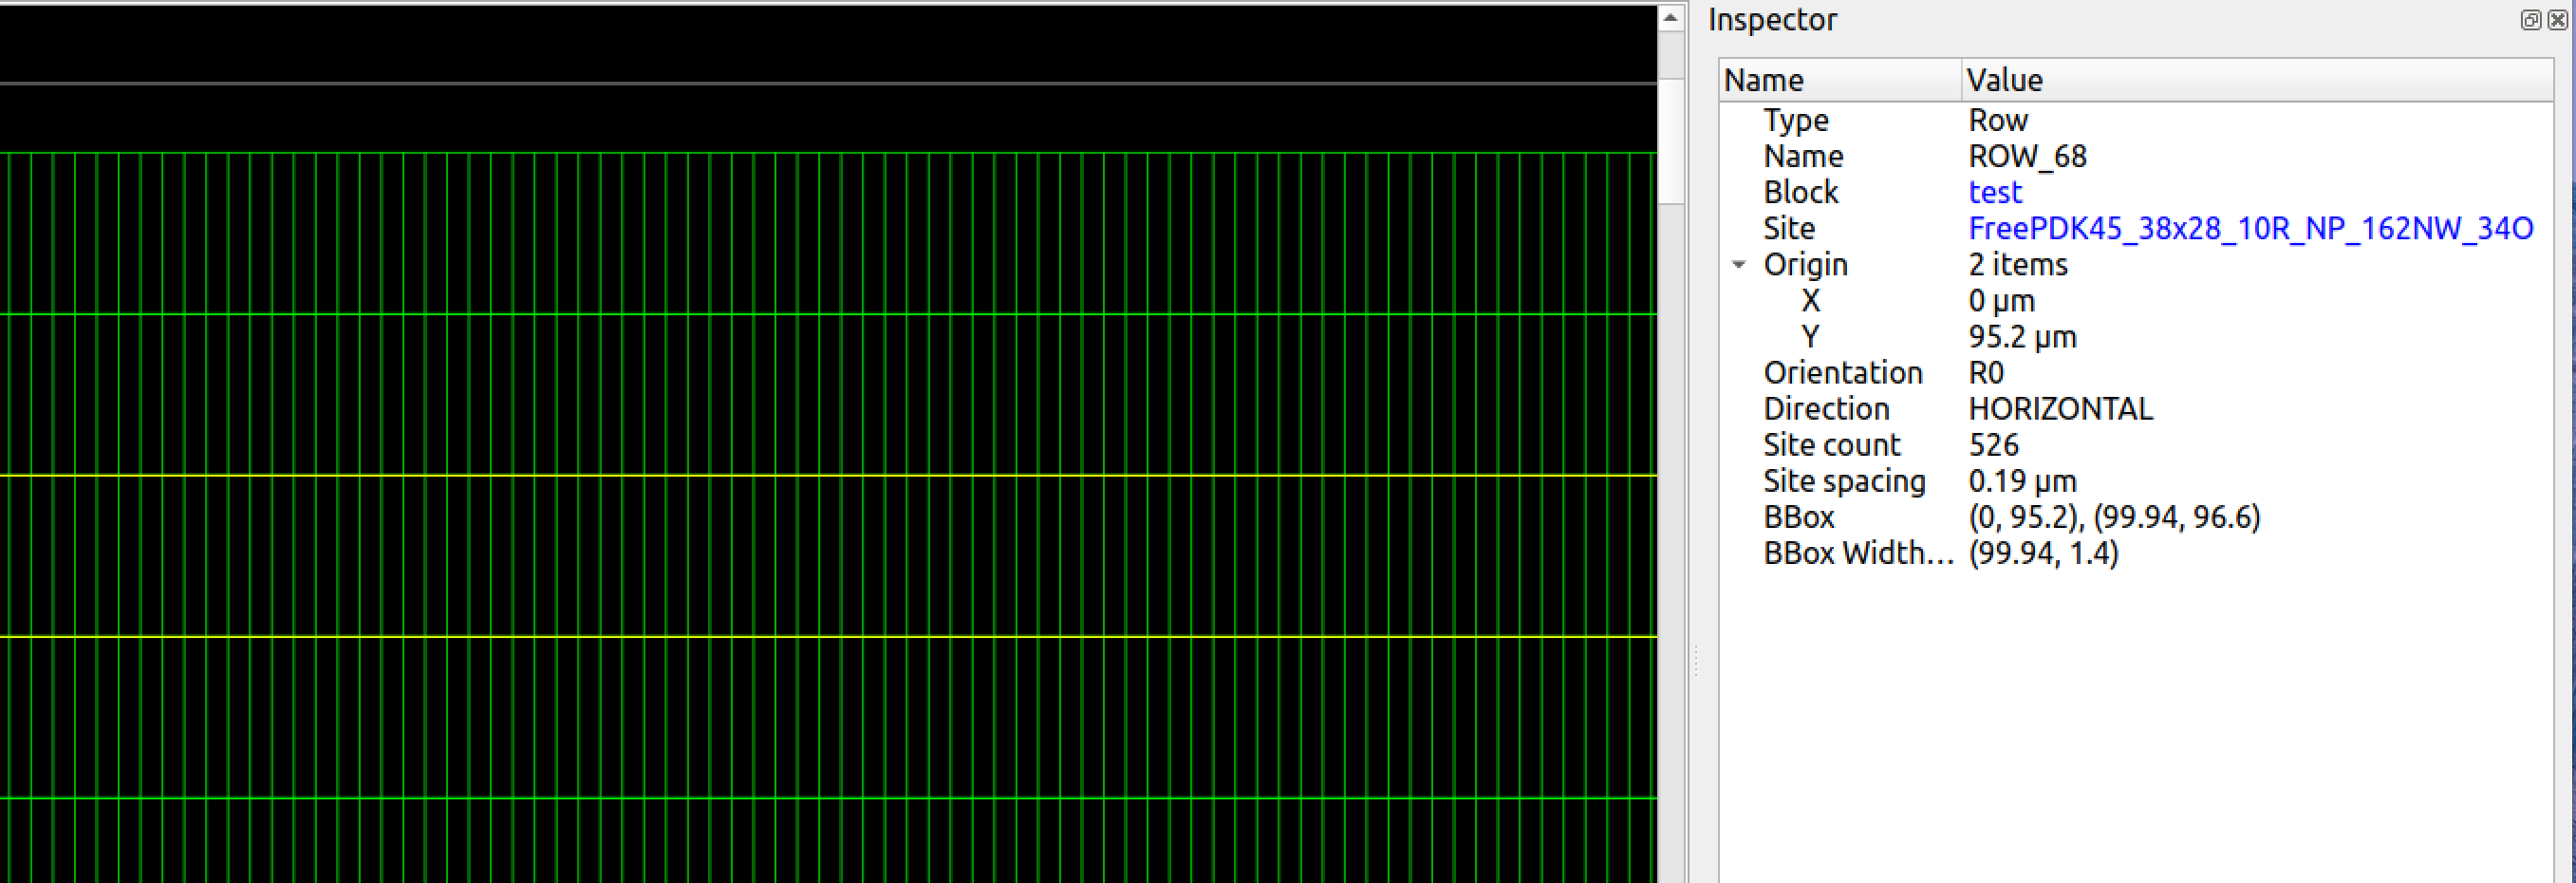 Inspector
Name Value
Type Row
Name ROW_68
Block test
Site FreePDK45_38x28_10R_NP_162NW_34O
Origin 2 items
X 0 µm
Y 95.2 µm
Orientation R0
Direction HORIZONTAL
Site count 526
Site spacing 0.19 µm
BBox (0, 95.2), (99.94, 96.6)
BBox Width… (99.94, 1.4)